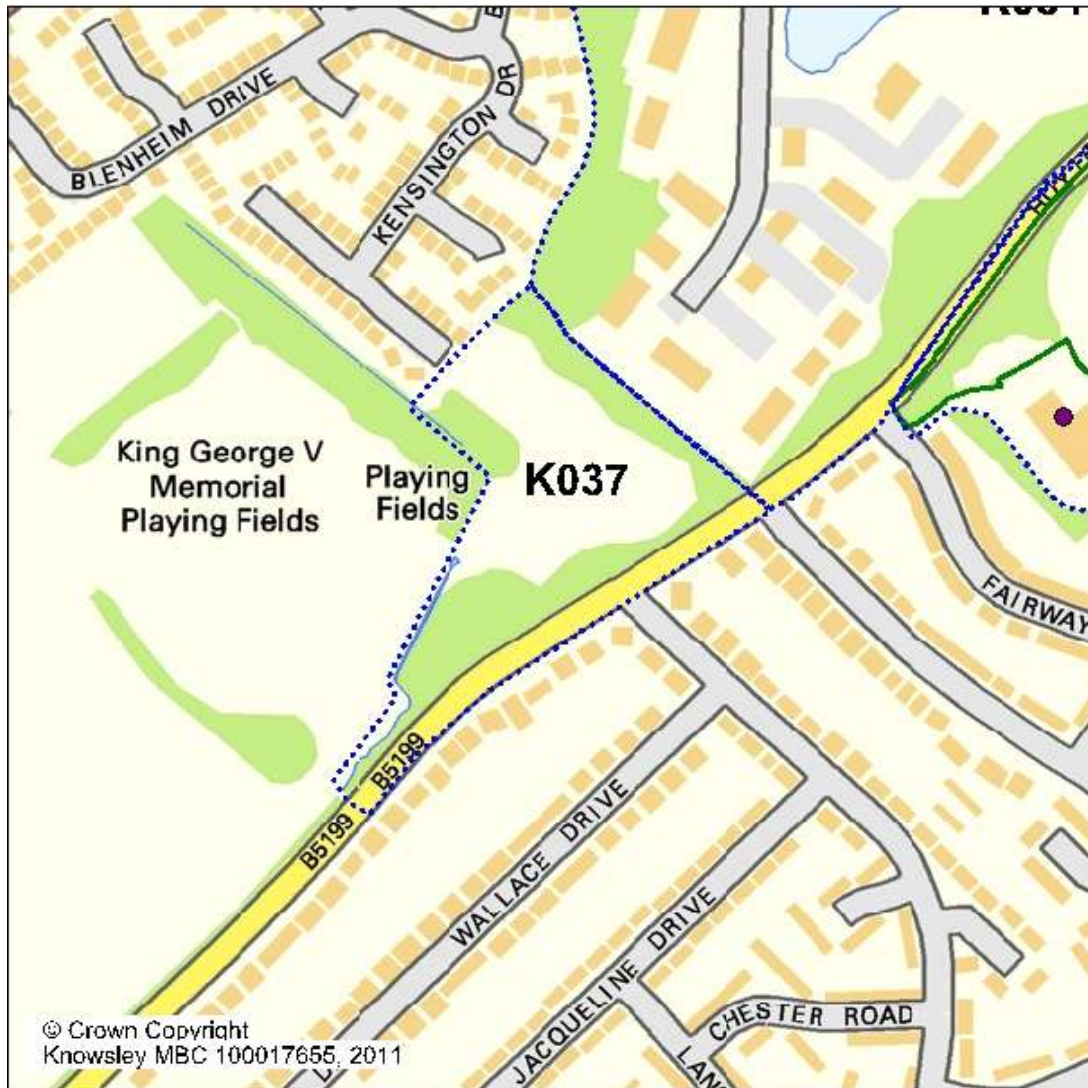 BLENHEIM DRIVE
KENSINGTON DR
King George V
Memorial
Playing Fields
Playing
Fields
K037
FAIRWAY
B5199
B5199
WALLACE DRIVE
JACQUELINE DRIVE
CHESTER ROAD
© Crown Copyright
Knowsley MBC 100017655, 2011